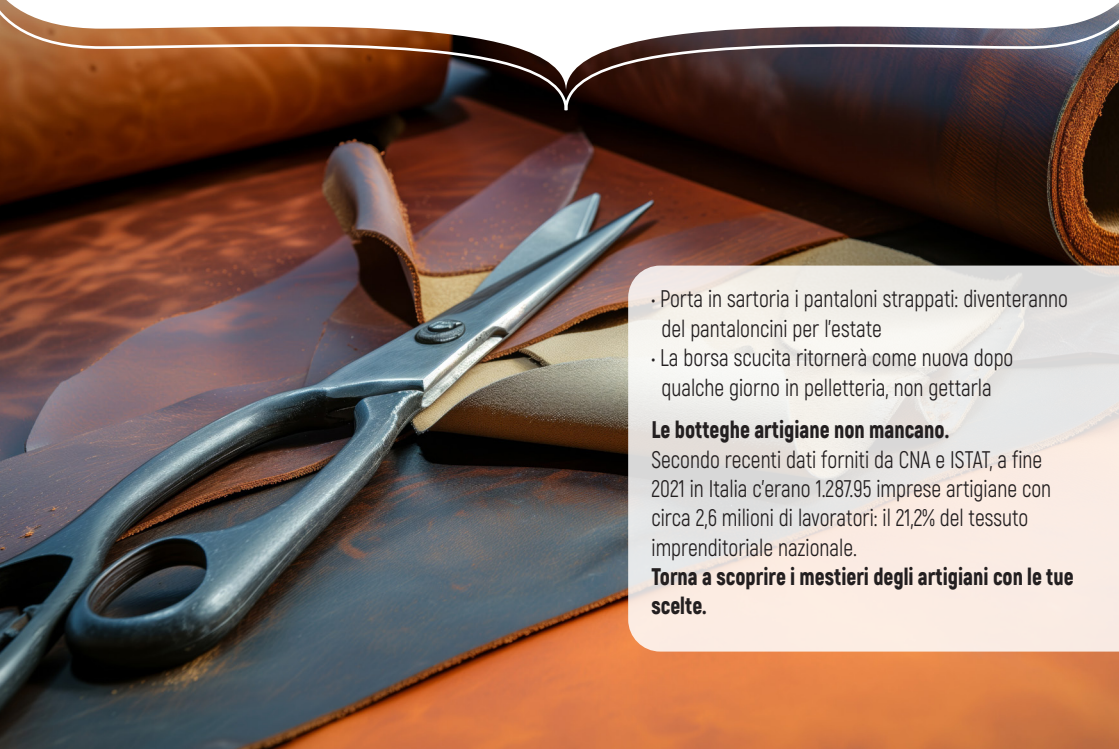 · Porta in sartoria i pantaloni strappati: diventeranno
del pantaloncini per l'estate
· La borsa scucita ritornerà come nuova dopo
qualche giorno in pelletteria, non gettarla
Le botteghe artigiane non mancano.
Secondo recenti dati forniti da CNA e ISTAT, a fine
2021 in Italia c'erano 1.287.95 imprese artigiane con
circa 2,6 milioni di lavoratori: il 21,2% del tessuto
imprenditoriale nazionale.
Torna a scoprire i mestieri degli artigiani con le tue
scelte.